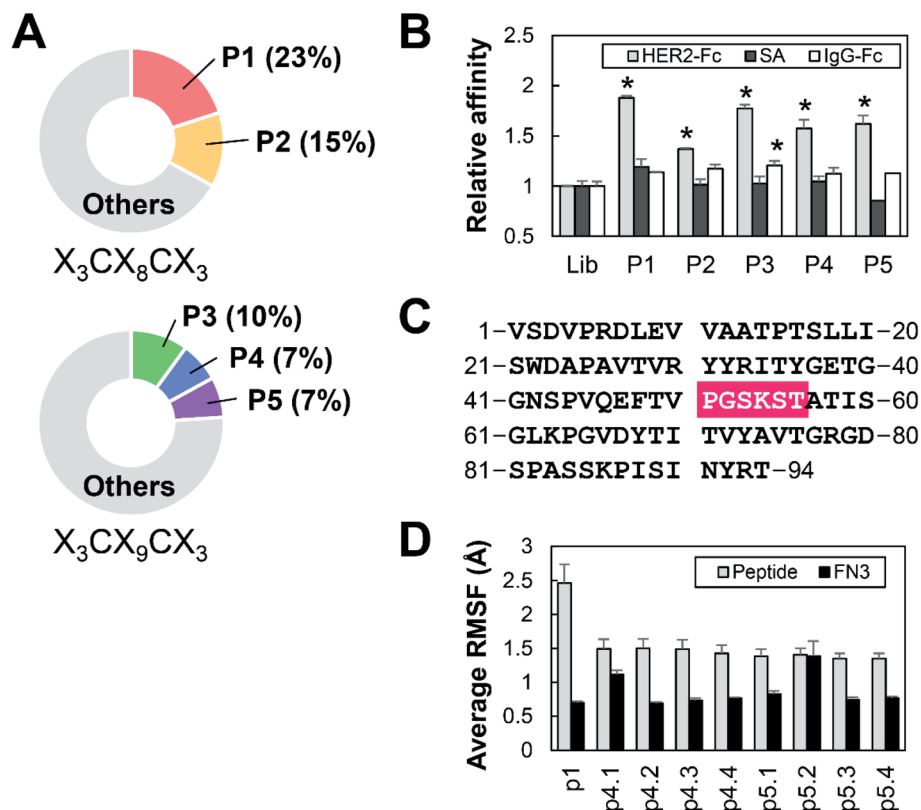 A
P1 (23%)
P2 (15%)
Others
X₃CX₈CX₃
P3 (10%)
P4 (7%)
P5 (7%)
Others
X₃CX₉CX₃
B
Relative affinity
2.5
2
1.5
1
0.5
HER2-Fc SA IgG-Fc
* * * * * *
Lib P1 P2 P3 P4 P5
C
1–VSDVPRDLEV VAATPTSLLI–20
21–SWDAPAVTVR YYRITYGETG–40
41–GNSPVQEFTV PGSKSTATIS–60
61–GLKPGVDYTI TVYAVTGRGD–80
81–SPASSKPISI NYRT–94
D
Average RMSF (Å)
3
2.5
2
1.5
1
0.5
0
Peptide FN3
p1 p4.1 p4.2 p4.3 p4.4 p5.1 p5.2 p5.3 p5.4